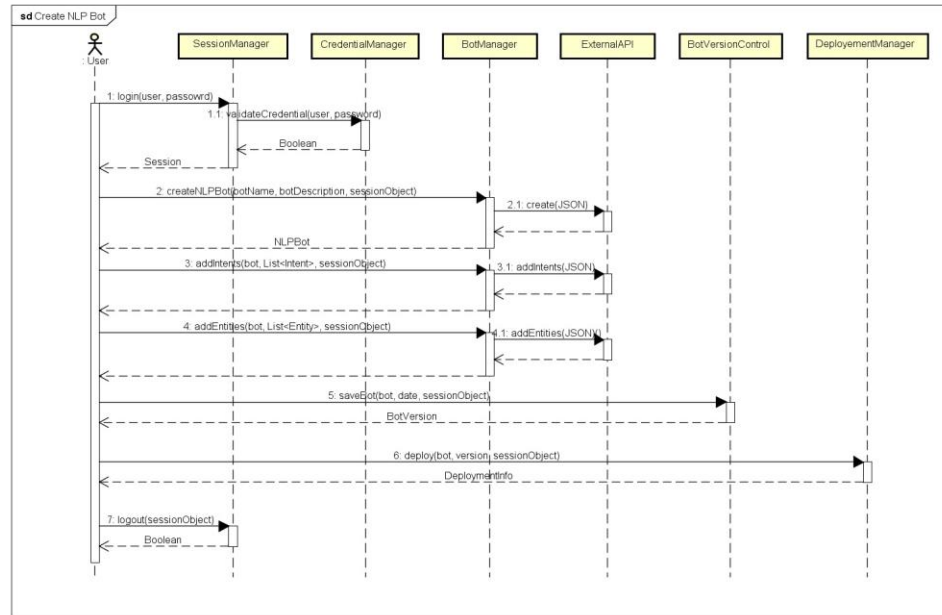 sd Create NLP Bot
SessionManager
CredentialManager
BotManager
ExternalAPI
BotVersionControl
DeployementManager
: User
1: login(user, passowrd)
1.1: validateCredential(user, password)
Boolean
Session
2: createNLPBot(botName, botDescription, sessionObject)
2.1: create(JSON)
NLPBot
3: addIntents(bot, List<Intent>, sessionObject)
3.1: addIntents(JSON)
4: addEntities(bot, List<Entity>, sessionObject)
4.1: addEntities(JSONY)
5: saveBot(bot, date, sessionObject)
BotVersion
6: deploy(bot, version, sessionObject)
DeploymentInfo
7: logout(sessionObject)
Boolean